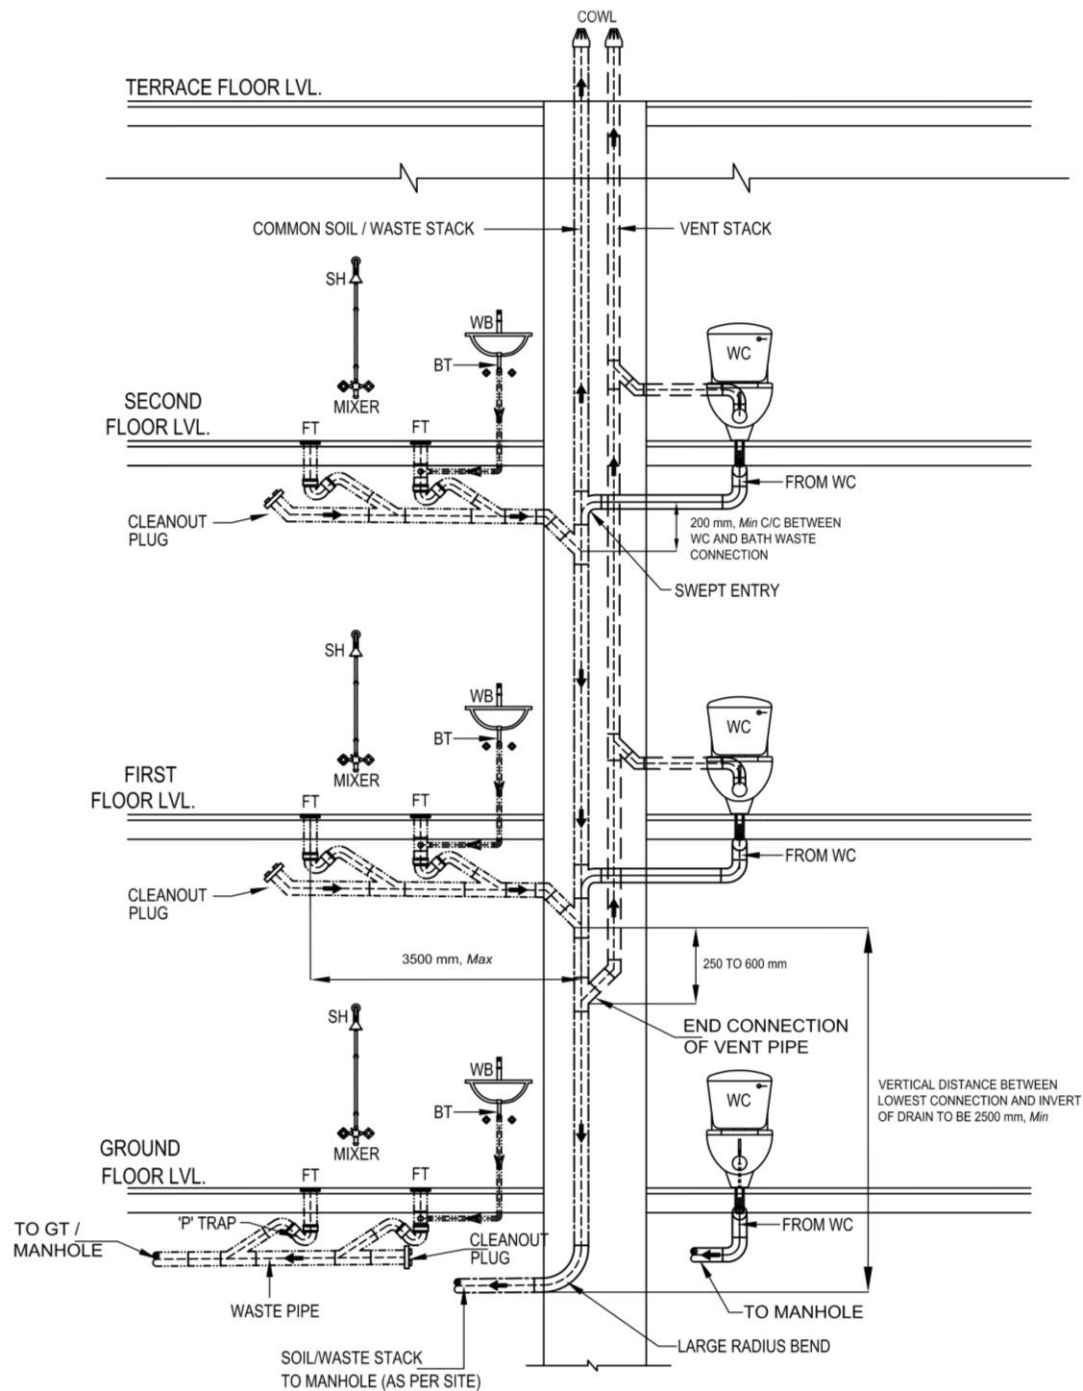 COWL
TERRACE FLOOR LVL.
COMMON SOIL / WASTE STACK
VENT STACK
SH
WB
BT
MIXER
WC
SECOND
FLOOR LVL.
FT
FT
FROM WC
CLEANOUT
PLUG
200 mm, Min C/C BETWEEN
WC AND BATH WASTE
CONNECTION
SWEPT ENTRY
SH
WB
BT
MIXER
WC
FIRST
FLOOR LVL.
FT
FT
FROM WC
CLEANOUT
PLUG
3500 mm, Max
250 TO 600 mm
END CONNECTION
OF VENT PIPE
SH
WB
BT
MIXER
WC
VERTICAL DISTANCE BETWEEN
LOWEST CONNECTION AND INVERT
OF DRAIN TO BE 2500 mm, Min
GROUND
FLOOR LVL.
FT
FT
'P' TRAP
TO GT /
MANHOLE
CLEANOUT
PLUG
FROM WC
WASTE PIPE
TO MANHOLE
LARGE RADIUS BEND
SOIL/WASTE STACK
TO MANHOLE (AS PER SITE)